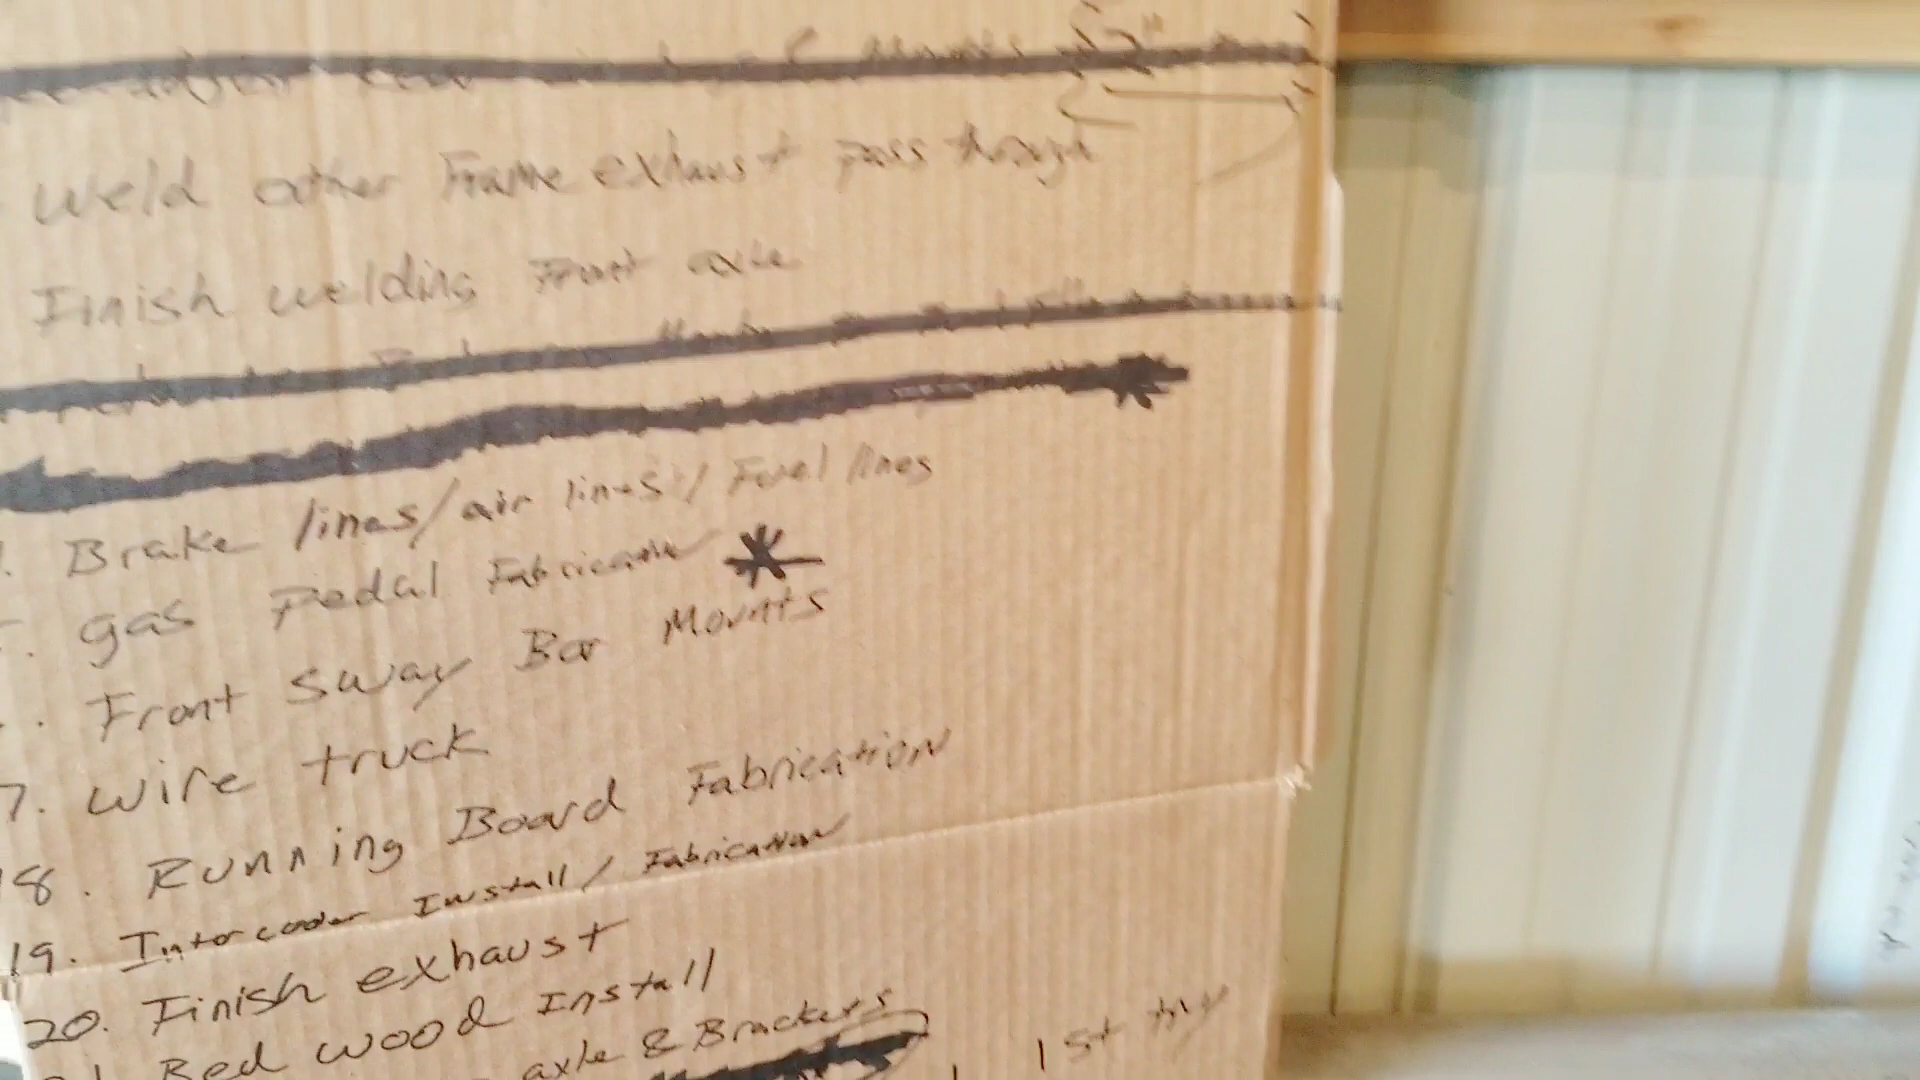 Weld other Frame exhaust pass through
Finish welding Front axle
Brake lines/air lines/Fuel lines
gas Pedal Fabrication
Front Sway Bar Mounts
7. Wire truck
18. Running Board Fabrication
19. Intercooler Install/Fabrication
20. Finish exhaust
Bed wood Install
axle & Brackets
1st